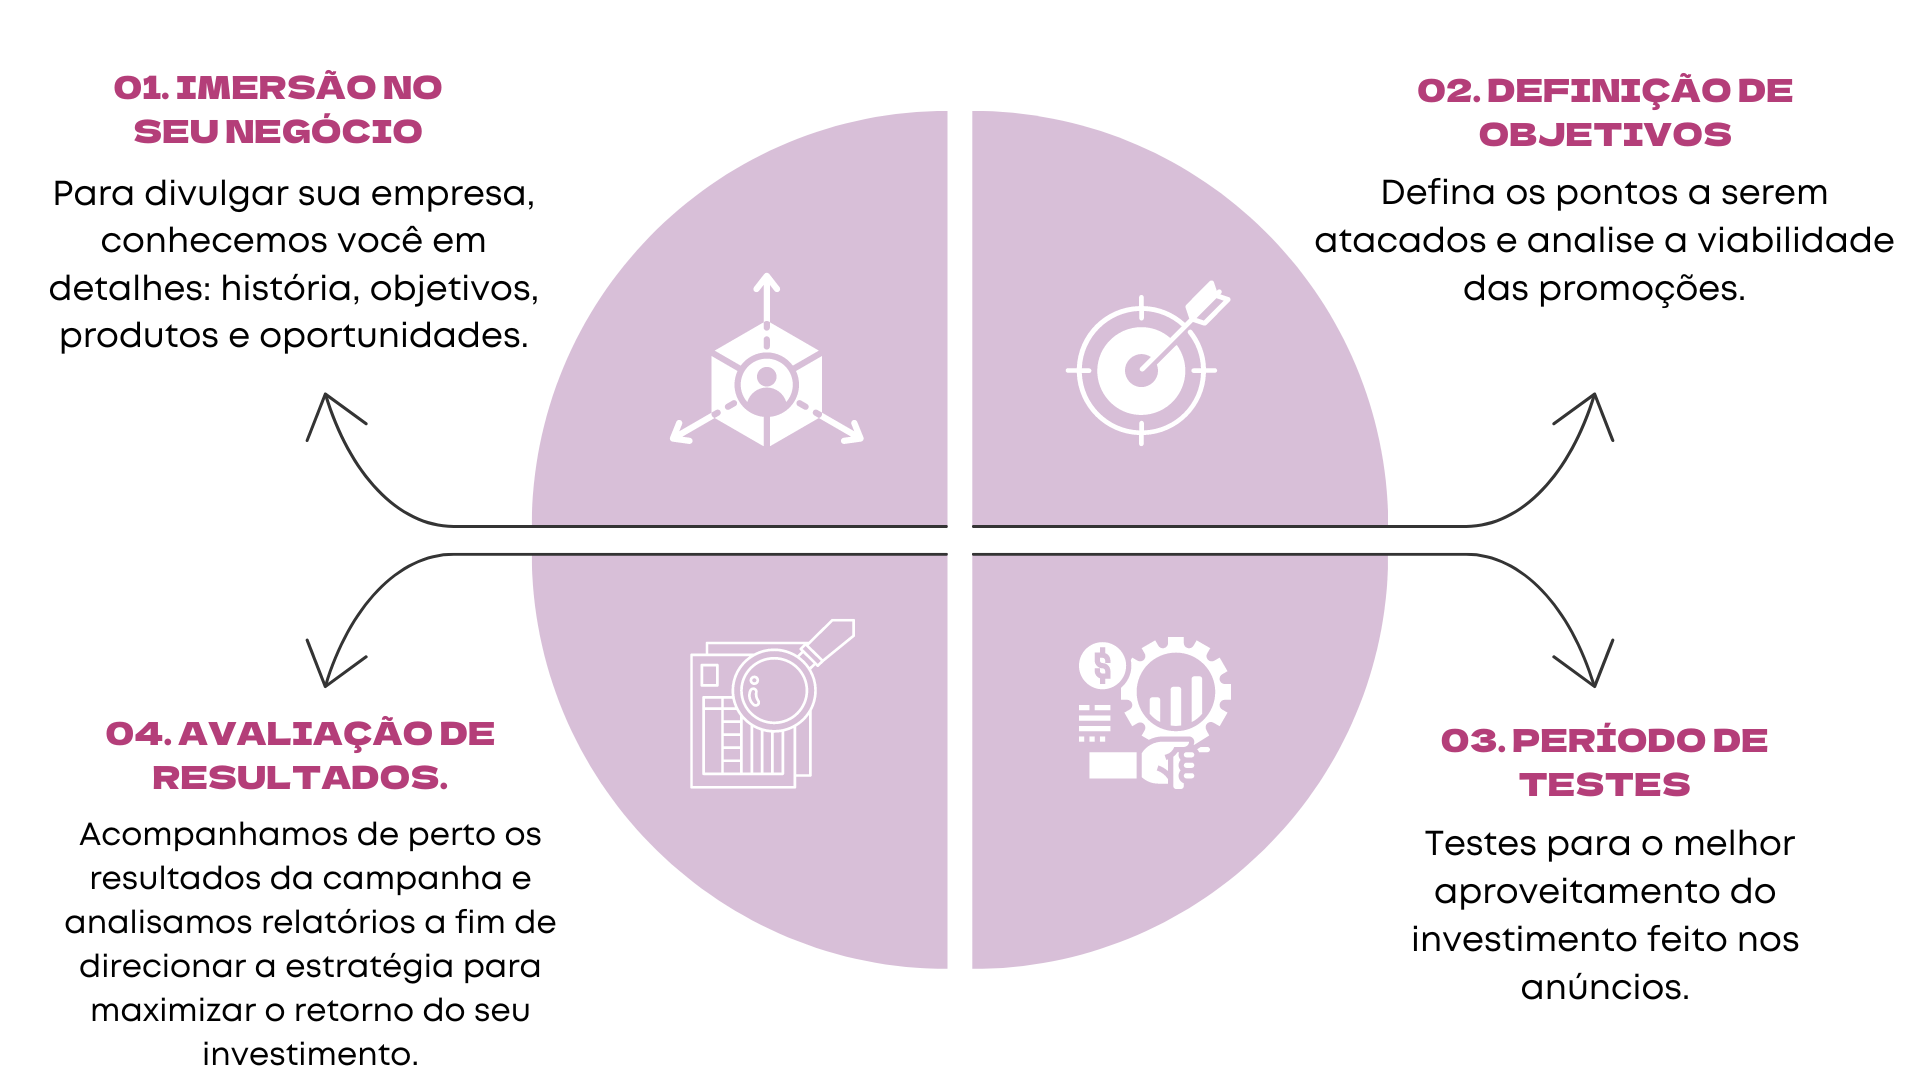 01. IMERSÃO NO
SEU NEGÓCIO
Para divulgar sua empresa,
conhecemos você em
detalhes: história, objetivos,
produtos e oportunidades.
02. DEFINIÇÃO DE
OBJETIVOS
Defina os pontos a serem
atacados e analise a viabilidade
das promoções.
03. PERÍODO DE
TESTES
Testes para o melhor
aproveitamento do
investimento feito nos
anúncios.
04. AVALIAÇÃO DE
RESULTADOS.
Acompanhamos de perto os
resultados da campanha e
analisamos relatórios a fim de
direcionar a estratégia para
maximizar o retorno do seu
investimento.
$